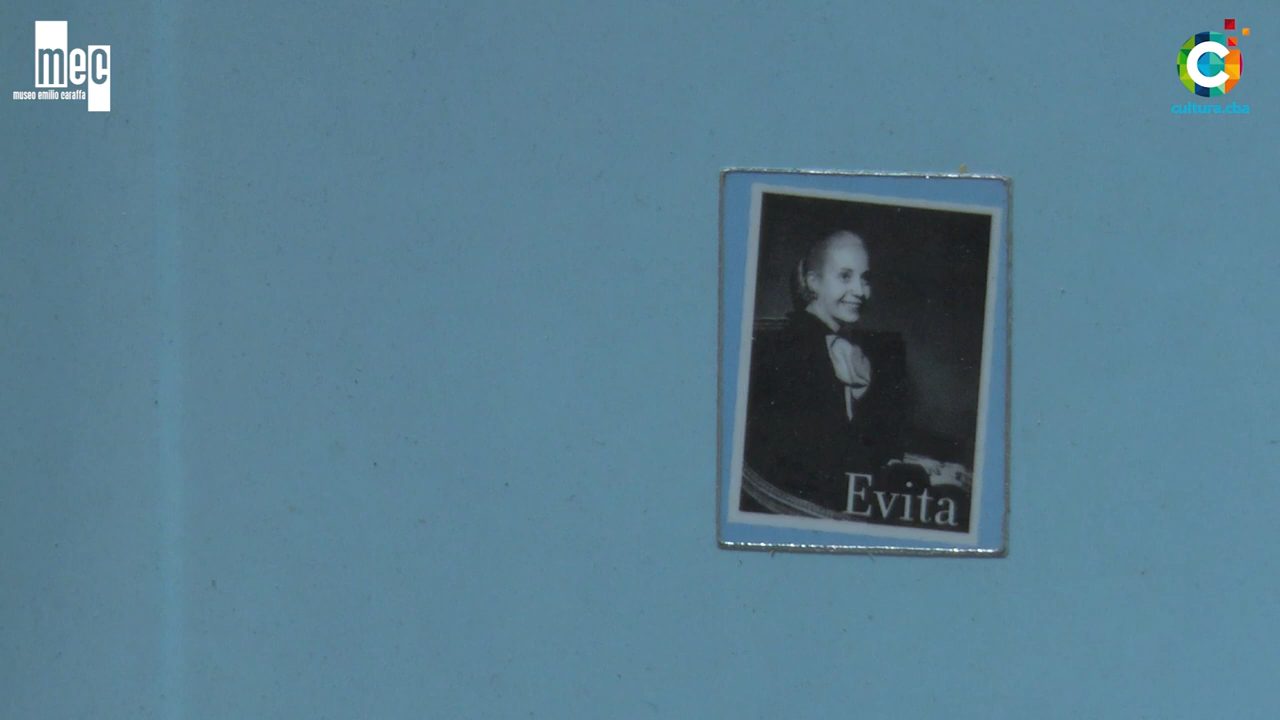 mec
museo emilio caraffa
C
cultura.cba
Evita